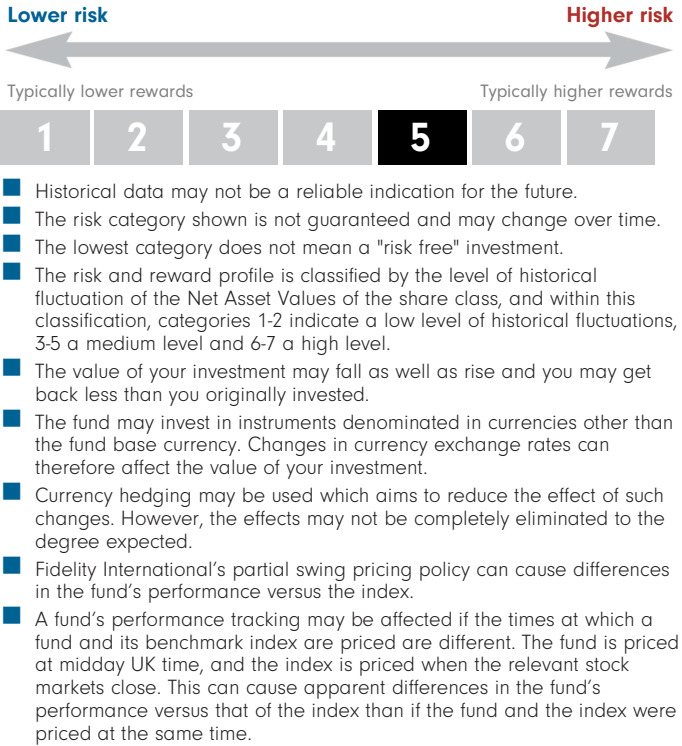 Lower risk Higher risk
Typically lower rewards Typically higher rewards
1 2 3 4 5 6 7
Historical data may not be a reliable indication for the future.
The risk category shown is not guaranteed and may change over time.
The lowest category does not mean a "risk free" investment.
The risk and reward profile is classified by the level of historical
fluctuation of the Net Asset Values of the share class, and within this
classification, categories 1-2 indicate a low level of historical fluctuations,
3-5 a medium level and 6-7 a high level.
The value of your investment may fall as well as rise and you may get
back less than you originally invested.
The fund may invest in instruments denominated in currencies other than
the fund base currency. Changes in currency exchange rates can
therefore affect the value of your investment.
Currency hedging may be used which aims to reduce the effect of such
changes. However, the effects may not be completely eliminated to the
degree expected.
Fidelity International's partial swing pricing policy can cause differences
in the fund's performance versus the index.
A fund's performance tracking may be affected if the times at which a
fund and its benchmark index are priced are different. The fund is priced
at midday UK time, and the index is priced when the relevant stock
markets close. This can cause apparent differences in the fund's
performance versus that of the index than if the fund and the index were
priced at the same time.